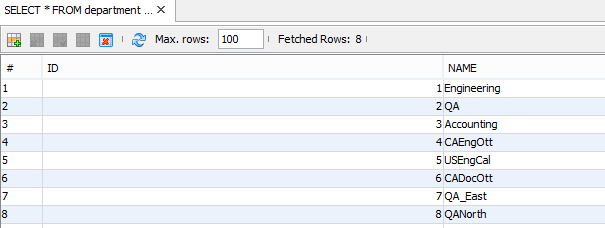 SELECT * FROM department ...
Max. rows: 100 Fetched Rows: 8
# ID NAME
1 1 Engineering
2 2 QA
3 3 Accounting
4 4 CAEngOtt
5 5 USEngCal
6 6 CADocOtt
7 7 QA_East
8 8 QANorth